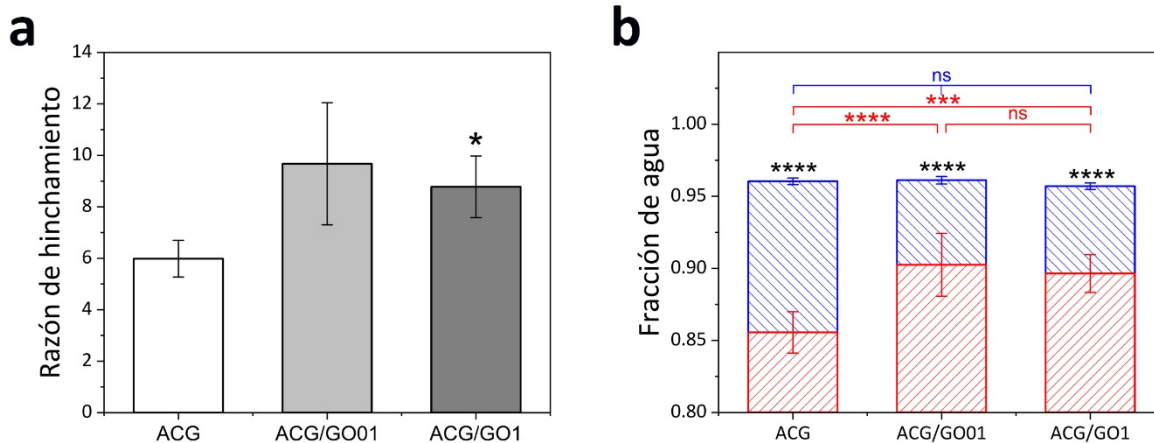 a
Razón de hinchamiento
14
12
10
8
6
4
2
0
*
ACG
ACG/GO01
ACG/GO1
b
Fracción de agua
1.00
0.95
0.90
0.85
0.80
ns
***
****
ns
****
****
****
ACG
ACG/GO01
ACG/GO1